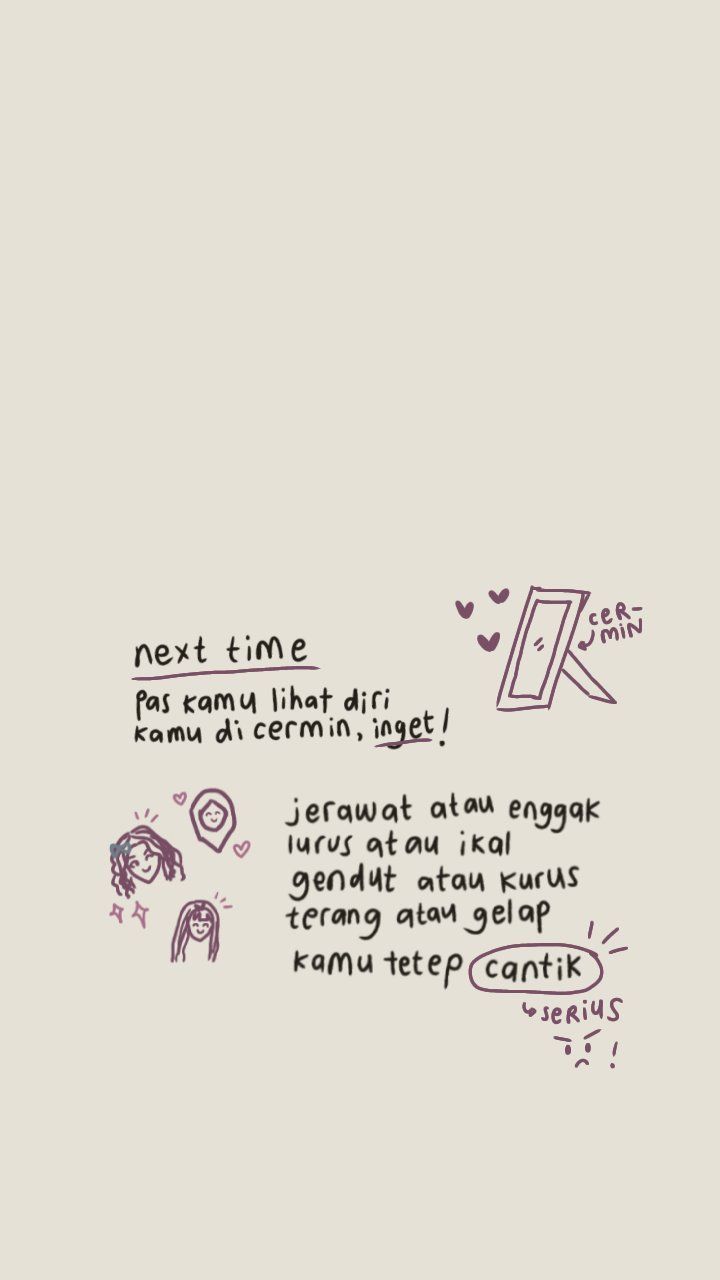 next time
pas kamu lihat diri
kamu di cermin, inget!
cer-
min
jerawat atau enggak
lurus atau ikal
gendut atau kurus
terang atau gelap
kamu tetep cantik
serius
!